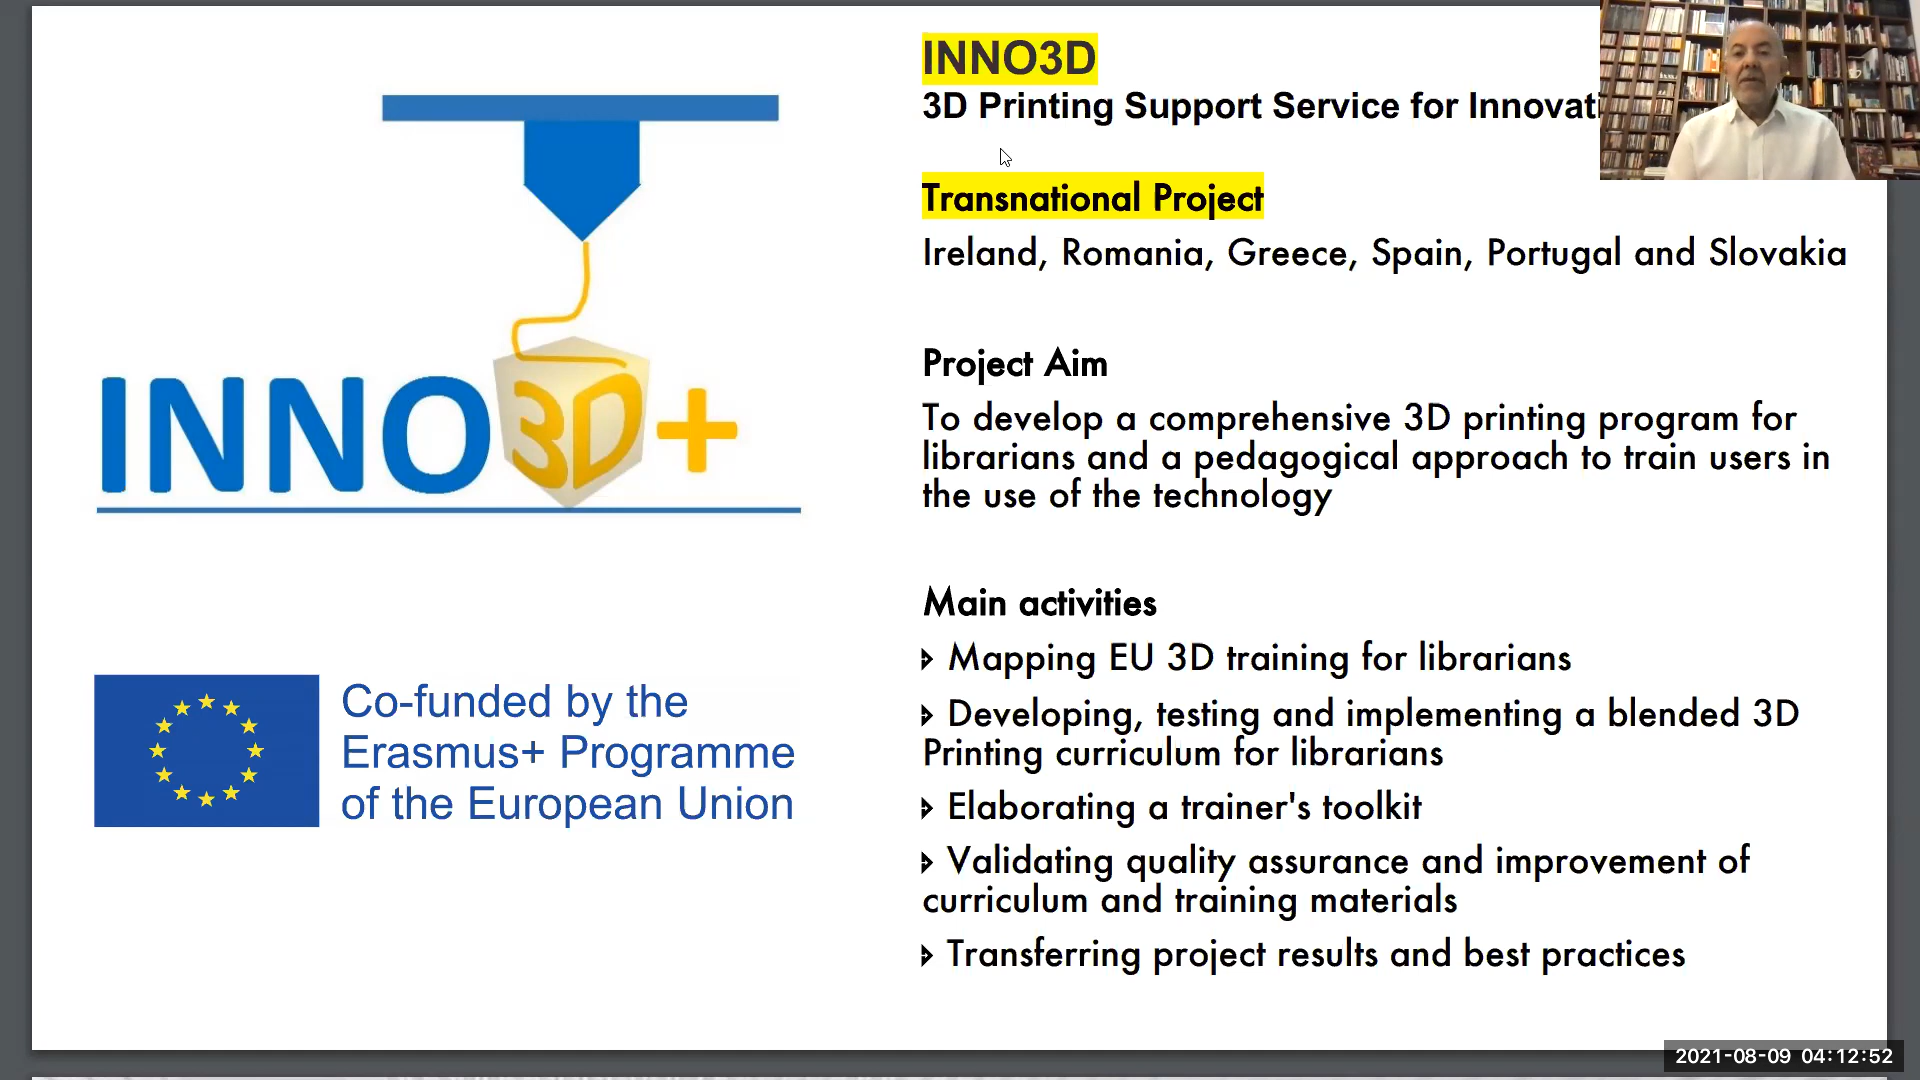 INNO3D
3D Printing Support Service for
Transnational Project
Ireland, Romania, Greece, Spain, Portugal and Slovakia
Project Aim
To develop a comprehensive 3D printing program for
librarians and a pedagogical approach to train users in
the use of the technology
Main activities
Mapping EU 3D training for librarians
Developing, testing and implementing a blended 3D
Printing curriculum for librarians
Elaborating a trainer's toolkit
Validating quality assurance and improvement of
curriculum and training materials
Transferring project results and best practices
INNO3D+
Co-funded by the
Erasmus+ Programme
of the European Union
2021-08-09 04:12:52